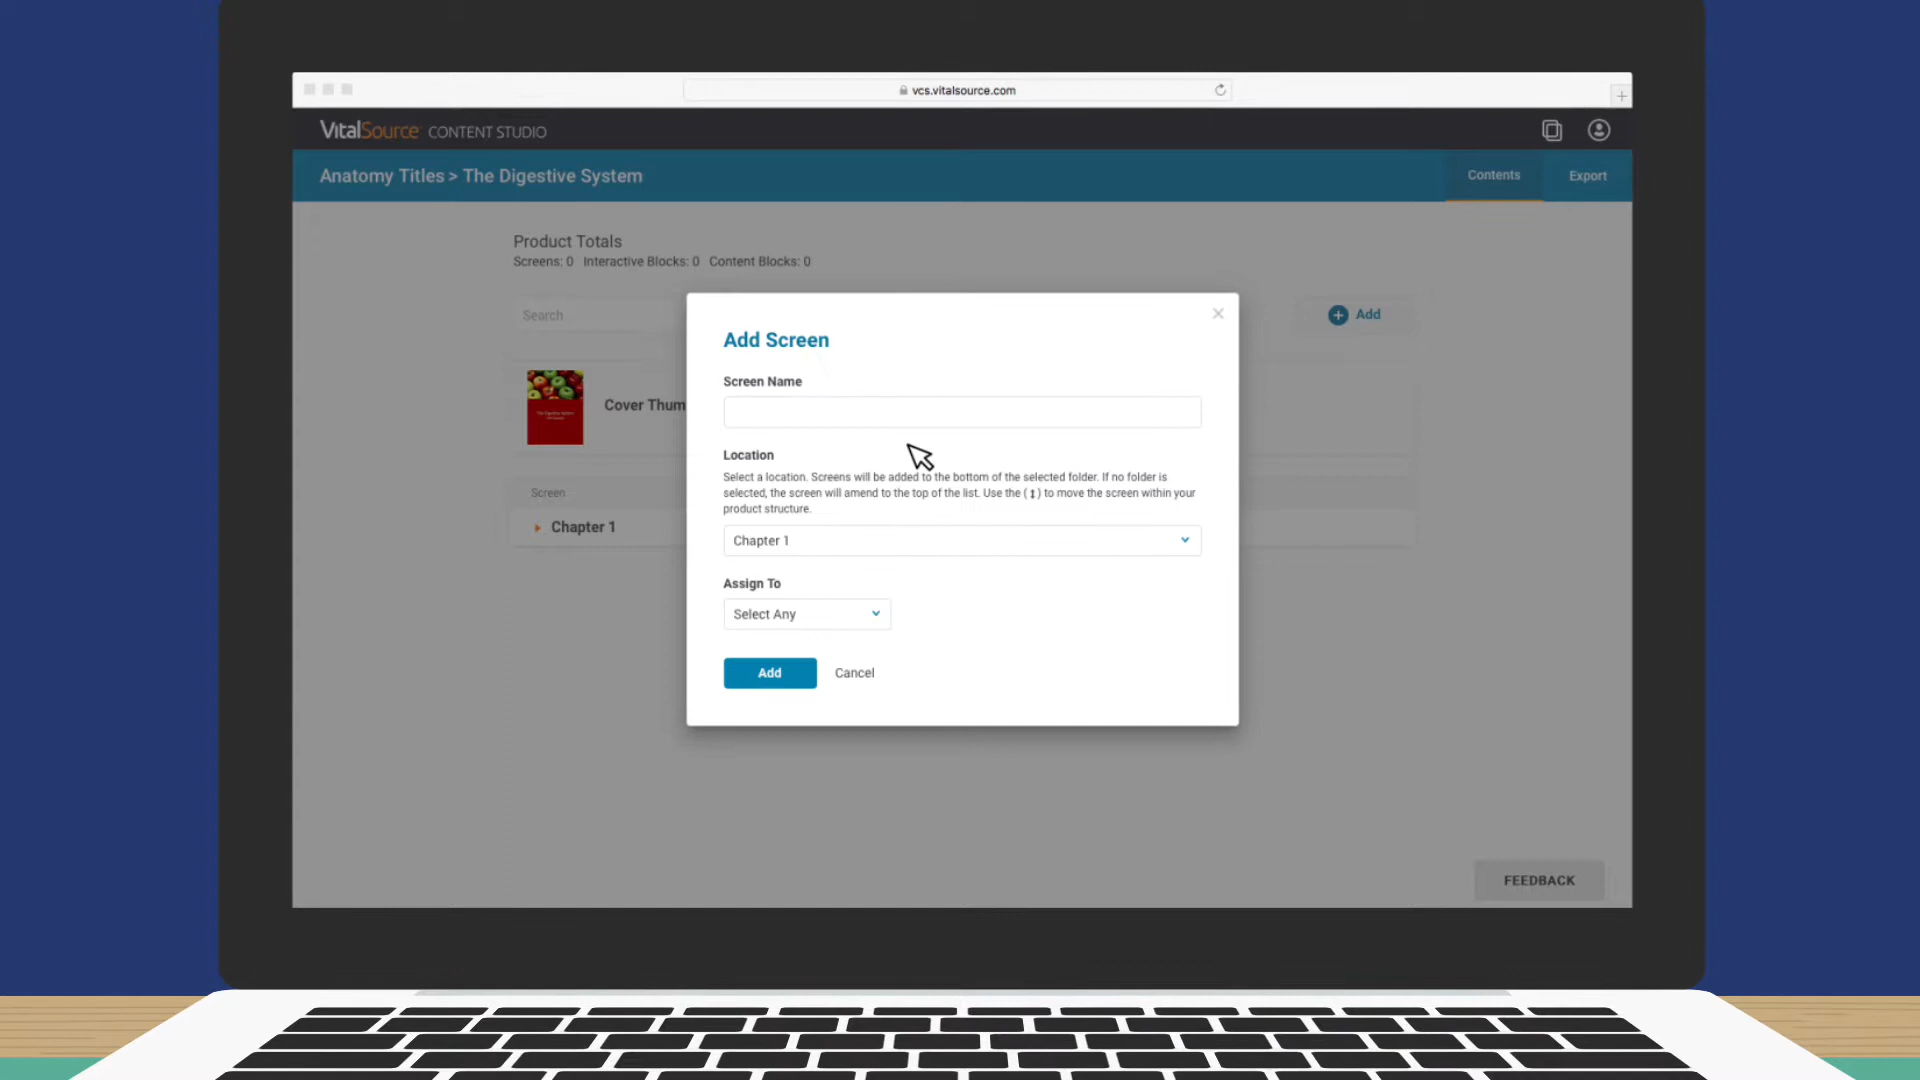 vcs.vitalsource.com
VitalSource CONTENT STUDIO
Anatomy Titles > The Digestive System
Contents
Export
Product Totals
Screens: 0 Interactive Blocks: 0 Content Blocks: 0
Search
Add
Cover Thum
Screen
Chapter 1
Add Screen
Screen Name
Location
Select a location. Screens will be added to the bottom of the selected folder. If no folder is
selected, the screen will amend to the top of the list. Use the (↕) to move the screen within your
product structure.
Chapter 1
Assign To
Select Any
Add
Cancel
FEEDBACK